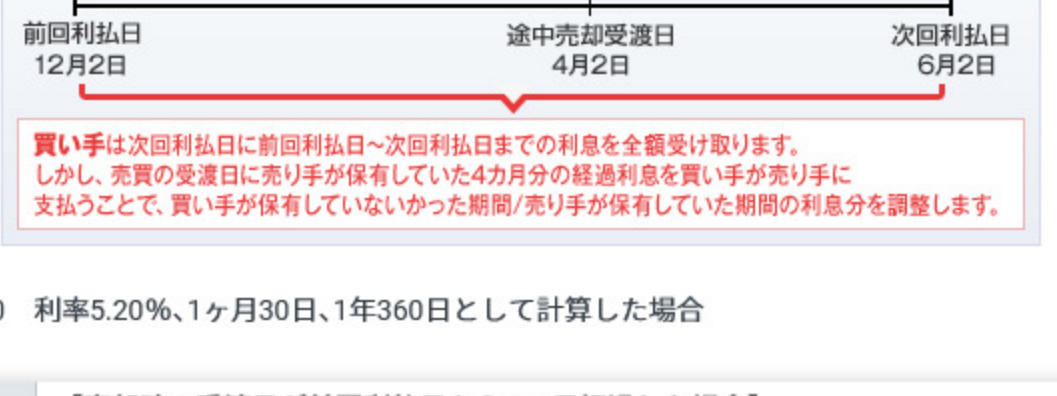 前回利払日 途中売却受渡日 次回利払日
12月2日 4月2日 6月2日
買い手は次回利払日に前回利払日～次回利払日までの利息を全額受け取ります。
しかし、売買の受渡日に売り手が保有していた4カ月分の経過利息を買い手が売り手に
支払うことで、買い手が保有していないかった期間/売り手が保有していた期間の利息分を調整します。
利率5.20%、1ヶ月30日、1年360日として計算した場合